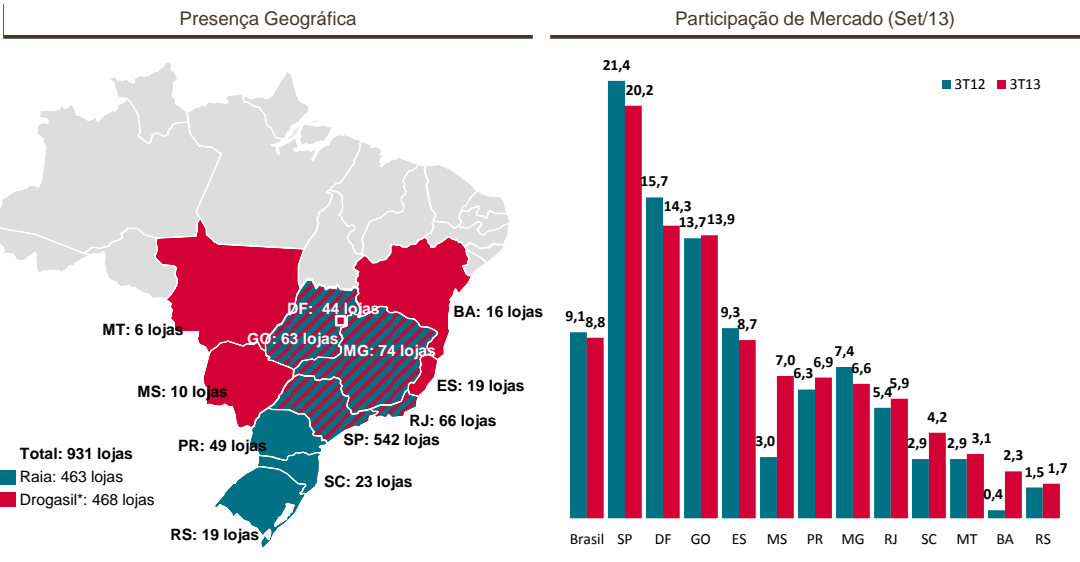 Presença Geográfica
DF: 44 lojas
BA: 16 lojas
MT: 6 lojas
GO: 63 lojas
MG: 74 lojas
ES: 19 lojas
MS: 10 lojas
RJ: 66 lojas
SP: 542 lojas
PR: 49 lojas
Total: 931 lojas
Raia: 463 lojas
SC: 23 lojas
Drogasil*: 468 lojas
RS: 19 lojas
Participação de Mercado (Set/13)
3T12 3T13
9,1 8,8
21,4 20,2
15,7 14,3
13,7 13,9
9,3 8,7
3,0 7,0
6,3 6,9
7,4 6,6
5,4 5,9
2,9 4,2
2,9 3,1
0,4 2,3
1,5 1,7
Brasil SP DF GO ES MS PR MG RJ SC MT BA RS